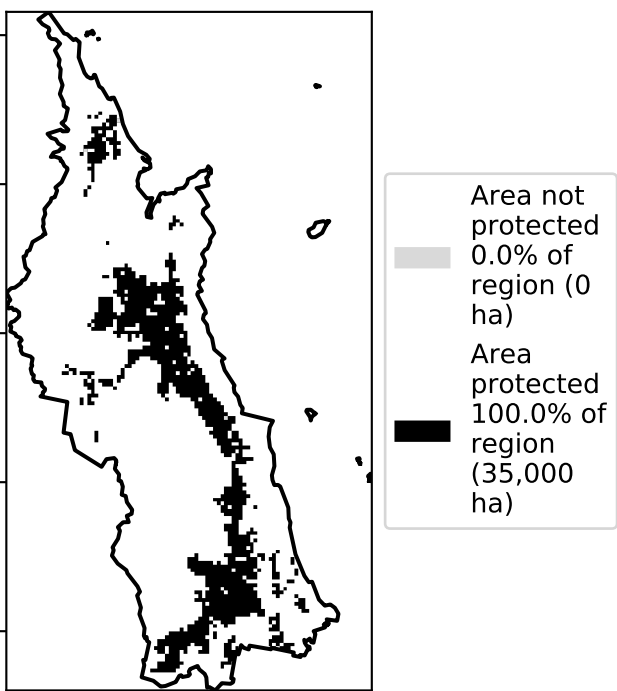 Area not
protected
0.0% of
region (0
ha)
Area
protected
100.0% of
region
(35,000
ha)